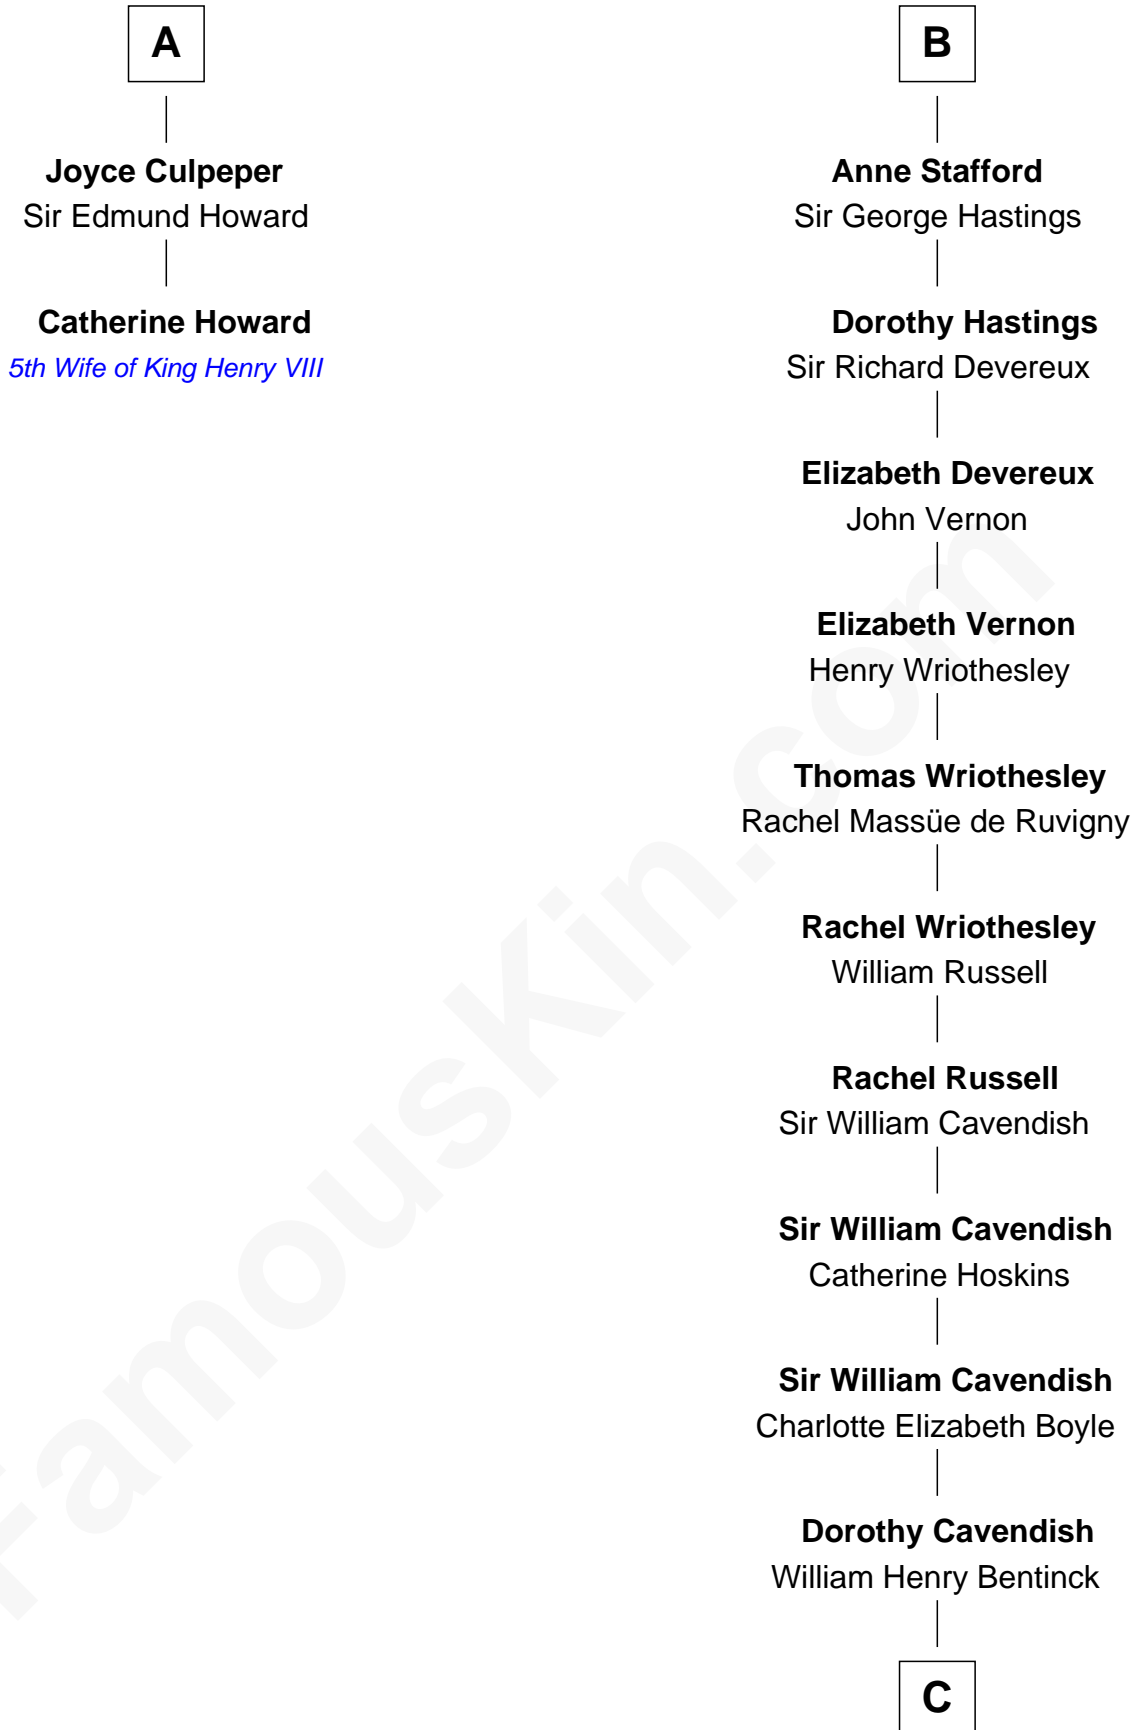 A
Joyce Culpeper
Sir Edmund Howard
Catherine Howard
5th Wife of King Henry VIII
B
Anne Stafford
Sir George Hastings
Dorothy Hastings
Sir Richard Devereux
Elizabeth Devereux
John Vernon
Elizabeth Vernon
Henry Wriothesley
Thomas Wriothesley
Rachel Massüe de Ruvigny
Rachel Wriothesley
William Russell
Rachel Russell
Sir William Cavendish
Sir William Cavendish
Catherine Hoskins
Sir William Cavendish
Charlotte Elizabeth Boyle
Dorothy Cavendish
William Henry Bentinck
C
FamousKin.com